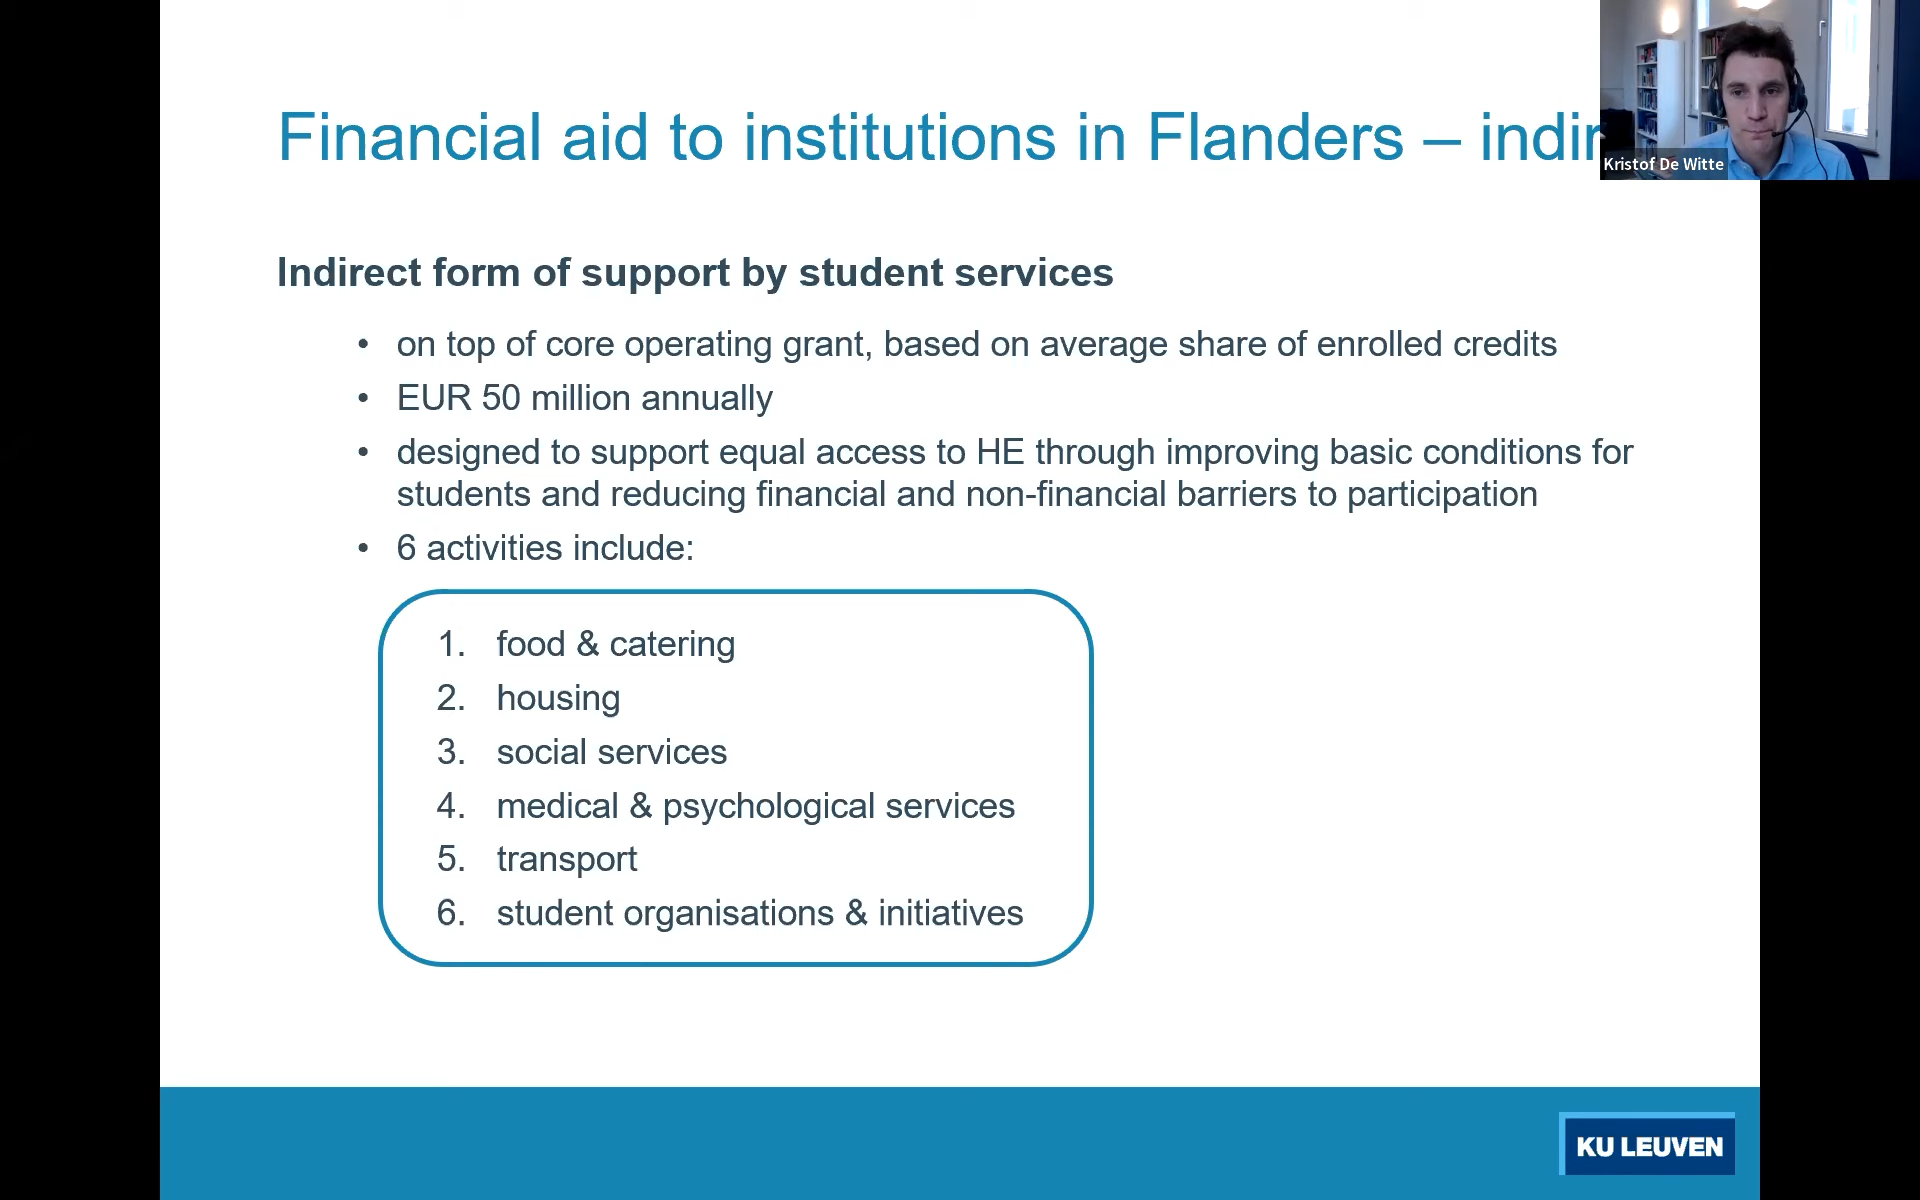 Financial aid to institutions in Flanders – indir
Kristof De Witte
Indirect form of support by student services
• on top of core operating grant, based on average share of enrolled credits
• EUR 50 million annually
• designed to support equal access to HE through improving basic conditions for
students and reducing financial and non-financial barriers to participation
• 6 activities include:
1. food & catering
2. housing
3. social services
4. medical & psychological services
5. transport
6. student organisations & initiatives
KU LEUVEN